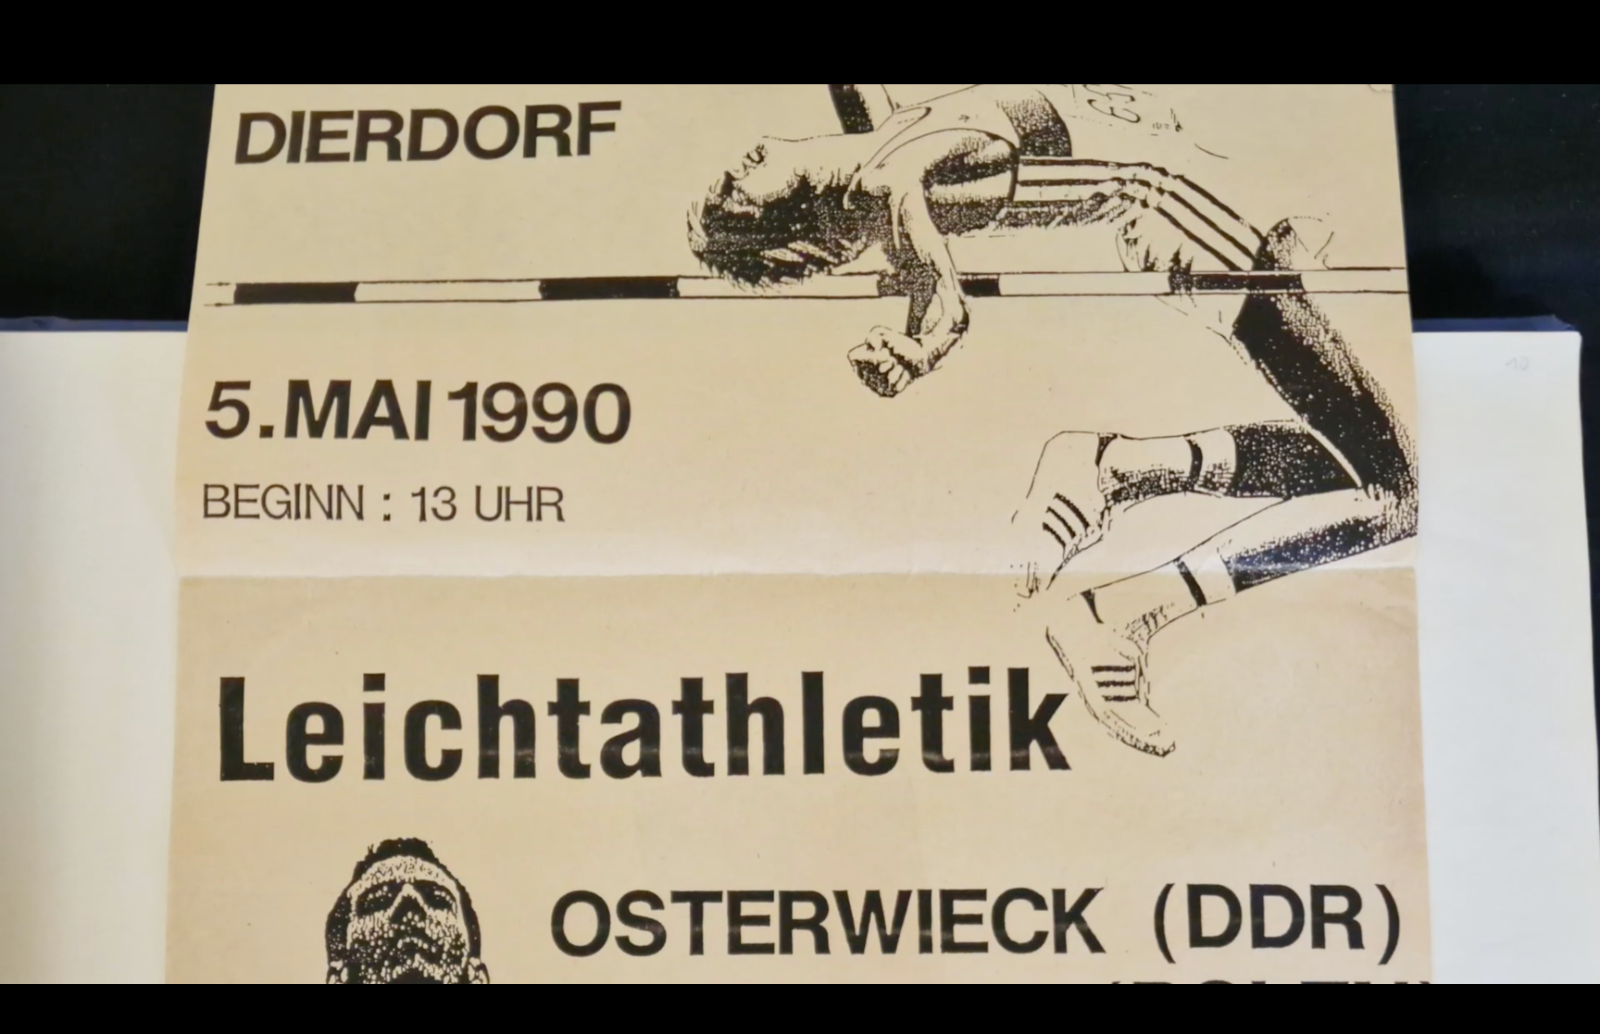 DIERDORF
5. MAI 1990
BEGINN : 13 UHR
Leichtathletik
OSTERWIECK (DDR)